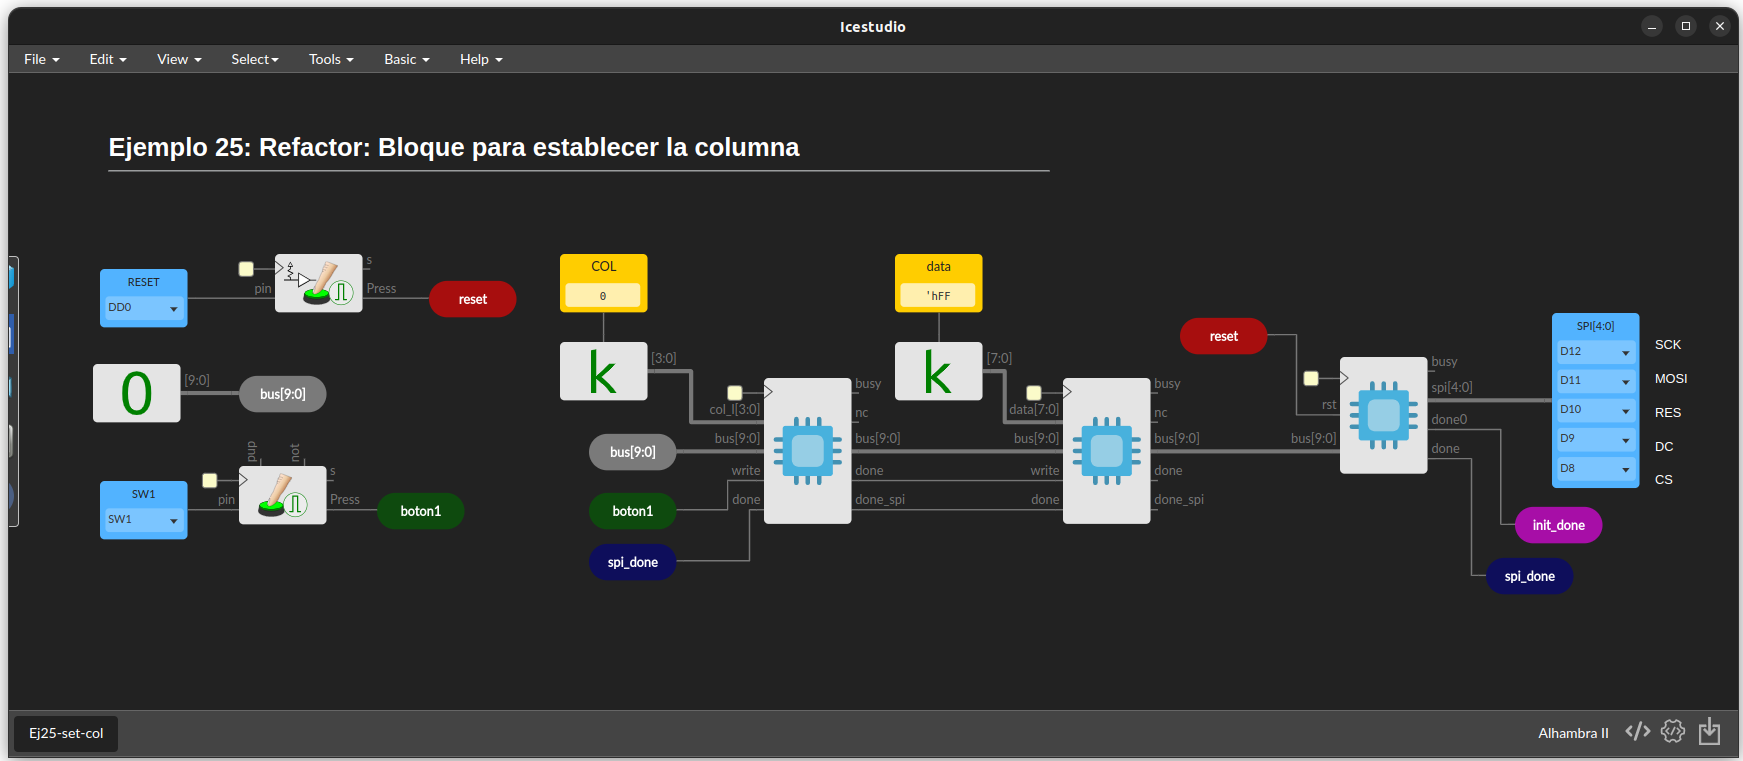 Icestudio
File
Edit
View
Select
Tools
Basic
Help
Ejemplo 25: Refactor: Bloque para establecer la columna
RESET
DD0
pin
s
Press
reset
0
[9:0]
bus[9:0]
pup
not
SW1
SW1
pin
s
Press
boton1
COL
0
k
[3:0]
bus[9:0]
boton1
spi_done
col_l[3:0]
bus[9:0]
write
done
busy
nc
bus[9:0]
done
done_spi
data
'hFF
k
[7:0]
data[7:0]
bus[9:0]
write
done
busy
nc
bus[9:0]
done
done_spi
reset
rst
bus[9:0]
busy
spi[4:0]
done0
done
SPI[4:0]
D12
D11
D10
D9
D8
SCK
MOSI
RES
DC
CS
init_done
spi_done
Ej25-set-col
Alhambra II